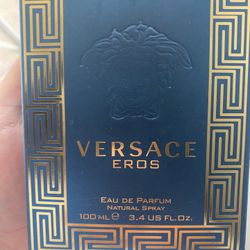 VERSACE
EROS
EAU DE PARFUM
NATURAL SPRAY
100 ML ℮ 3.4 US FL.OZ.